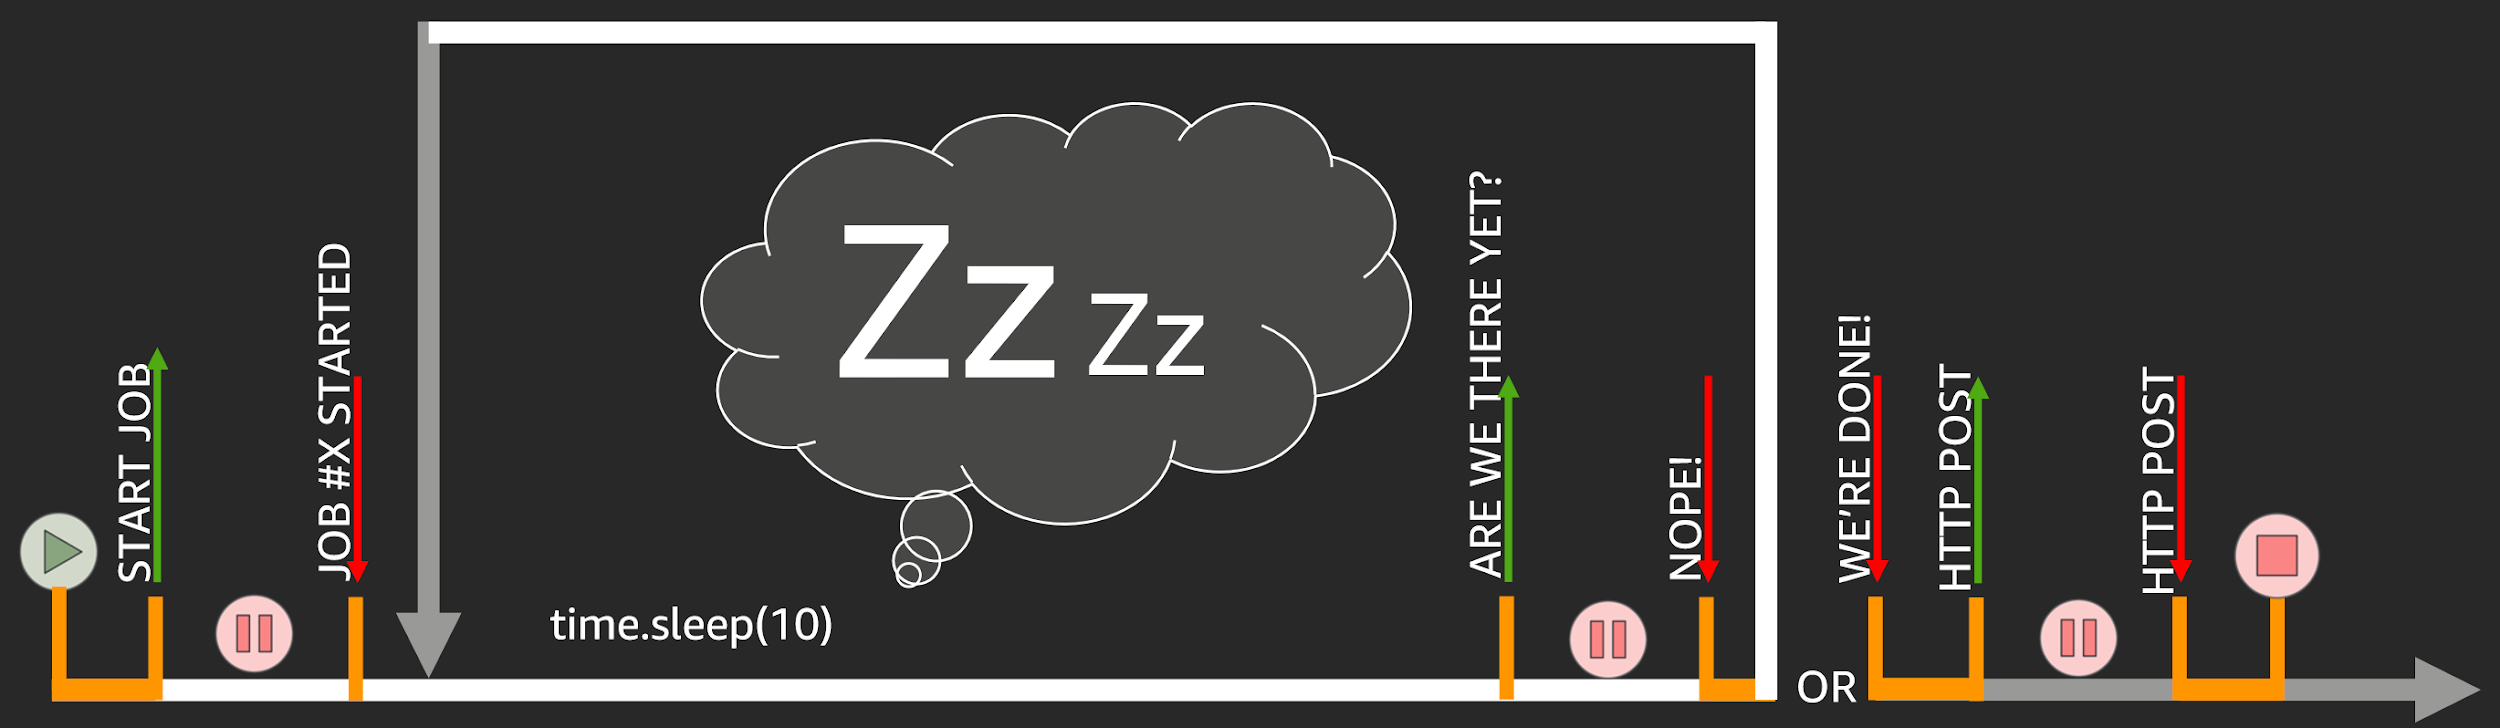 START JOB
JOB #X STARTED
Zz zz
time.sleep(10)
ARE WE THERE YET?
NOPE!
OR
WE'RE DONE!
HTTP POST
HTTP POST